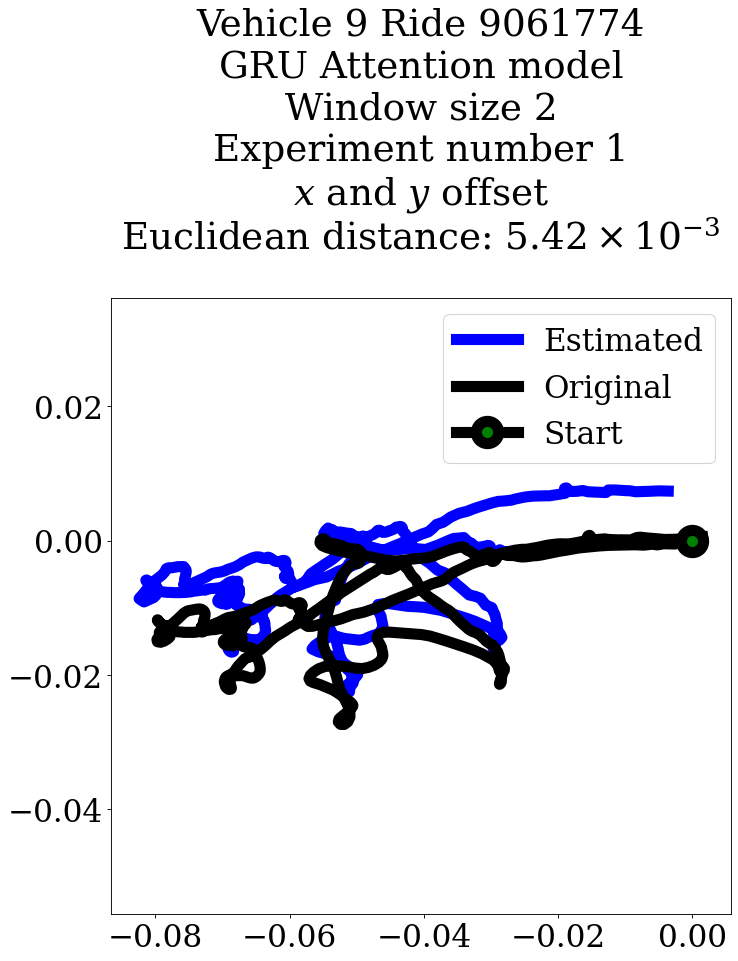 Vehicle 9 Ride 9061774
GRU Attention model
Window size 2
Experiment number 1
x and y offset
Euclidean distance: 5.42 × 10⁻³
Estimated
Original
Start
0.02
0.00
−0.02
−0.04
−0.08
−0.06
−0.04
−0.02
0.00